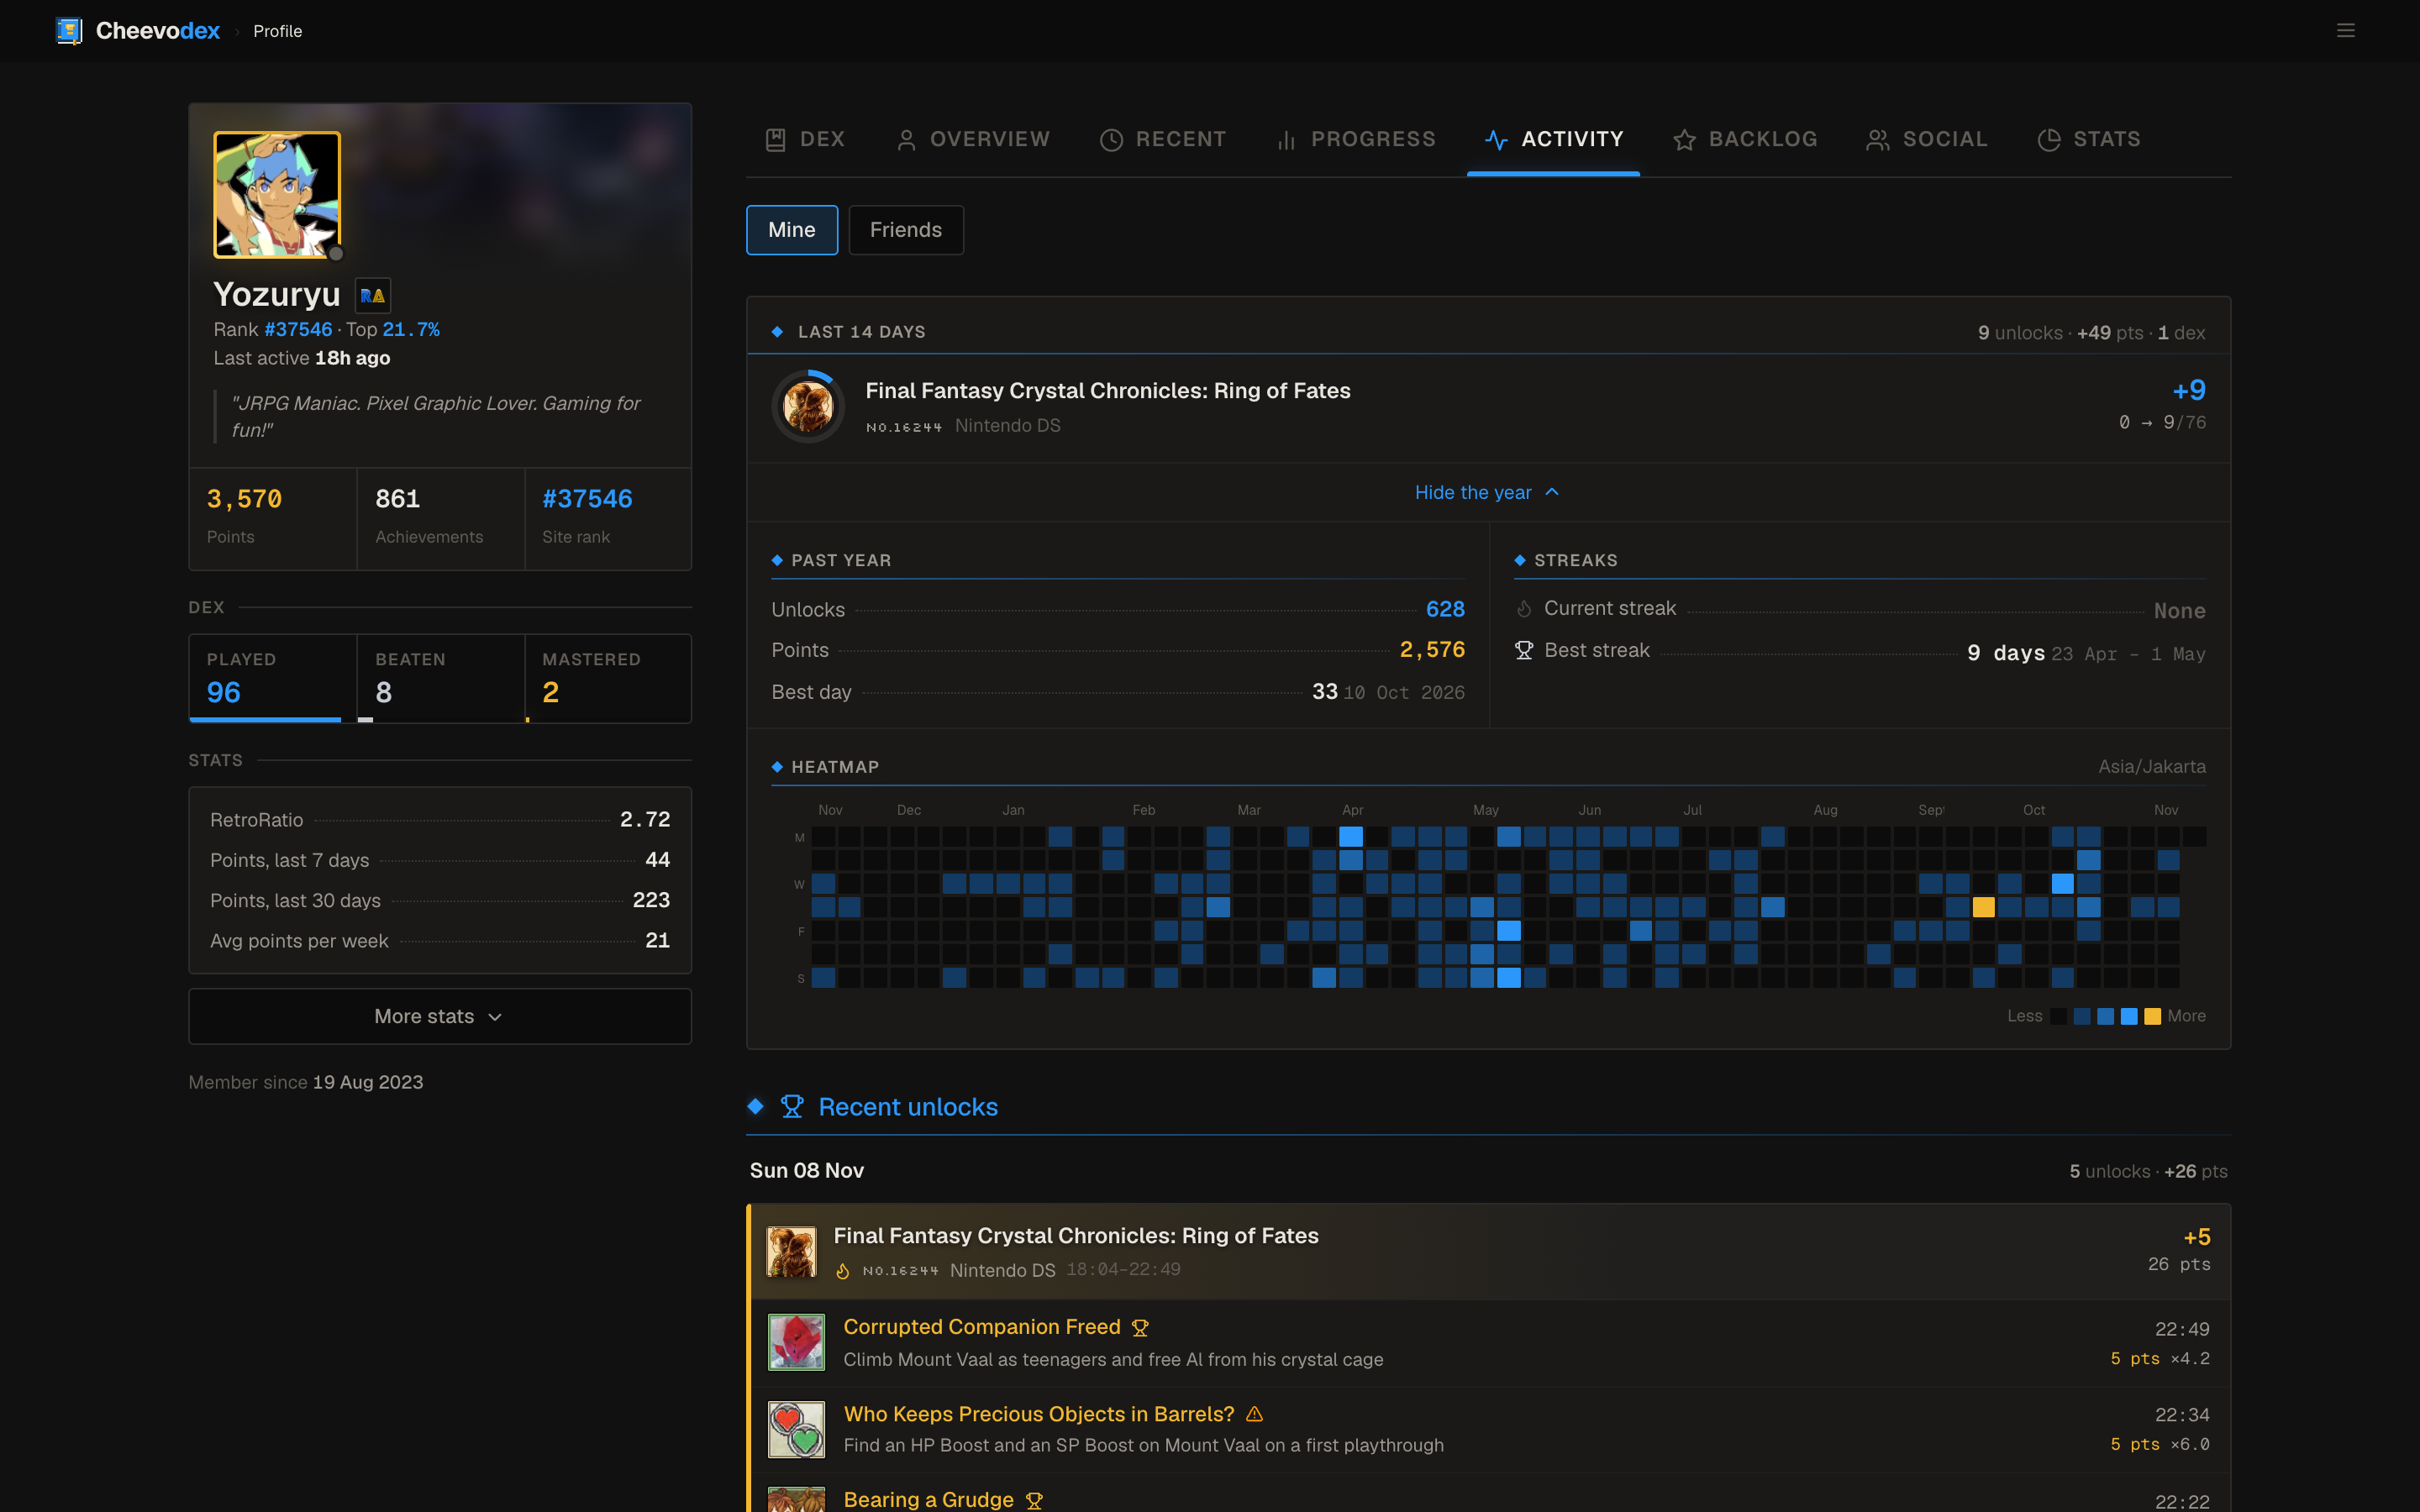 Cheevodex › Profile
DEX OVERVIEW RECENT PROGRESS ACTIVITY BACKLOG SOCIAL STATS
Yozuryu RA
Rank #37546 · Top 21.7%
Last active 18h ago
"JRPG Maniac. Pixel Graphic Lover. Gaming for
fun!"
3,570 861 #37546
Points Achievements Site rank
DEX
PLAYED BEATEN MASTERED
96 8 2
STATS
RetroRatio 2.72
Points, last 7 days 44
Points, last 30 days 223
Avg points per week 21
More stats
Member since 19 Aug 2023
Mine Friends
LAST 14 DAYS 9 unlocks · +49 pts · 1 dex
Final Fantasy Crystal Chronicles: Ring of Fates +9
NO.16244 Nintendo DS 0 → 9/76
Hide the year
PAST YEAR
Unlocks 628
Points 2,576
Best day 33 10 Oct 2026
STREAKS
Current streak None
Best streak 9 days 23 Apr – 1 May
HEATMAP Asia/Jakarta
Nov Dec Jan Feb Mar Apr May Jun Jul Aug Sep Oct Nov
M
W
F
S
Less More
Recent unlocks
Sun 08 Nov 5 unlocks · +26 pts
Final Fantasy Crystal Chronicles: Ring of Fates +5
NO.16244 Nintendo DS 18:04–22:49 26 pts
Corrupted Companion Freed 22:49
Climb Mount Vaal as teenagers and free Al from his crystal cage 5 pts ×4.2
Who Keeps Precious Objects in Barrels? 22:34
Find an HP Boost and an SP Boost on Mount Vaal on a first playthrough 5 pts ×6.0
Bearing a Grudge 22:22